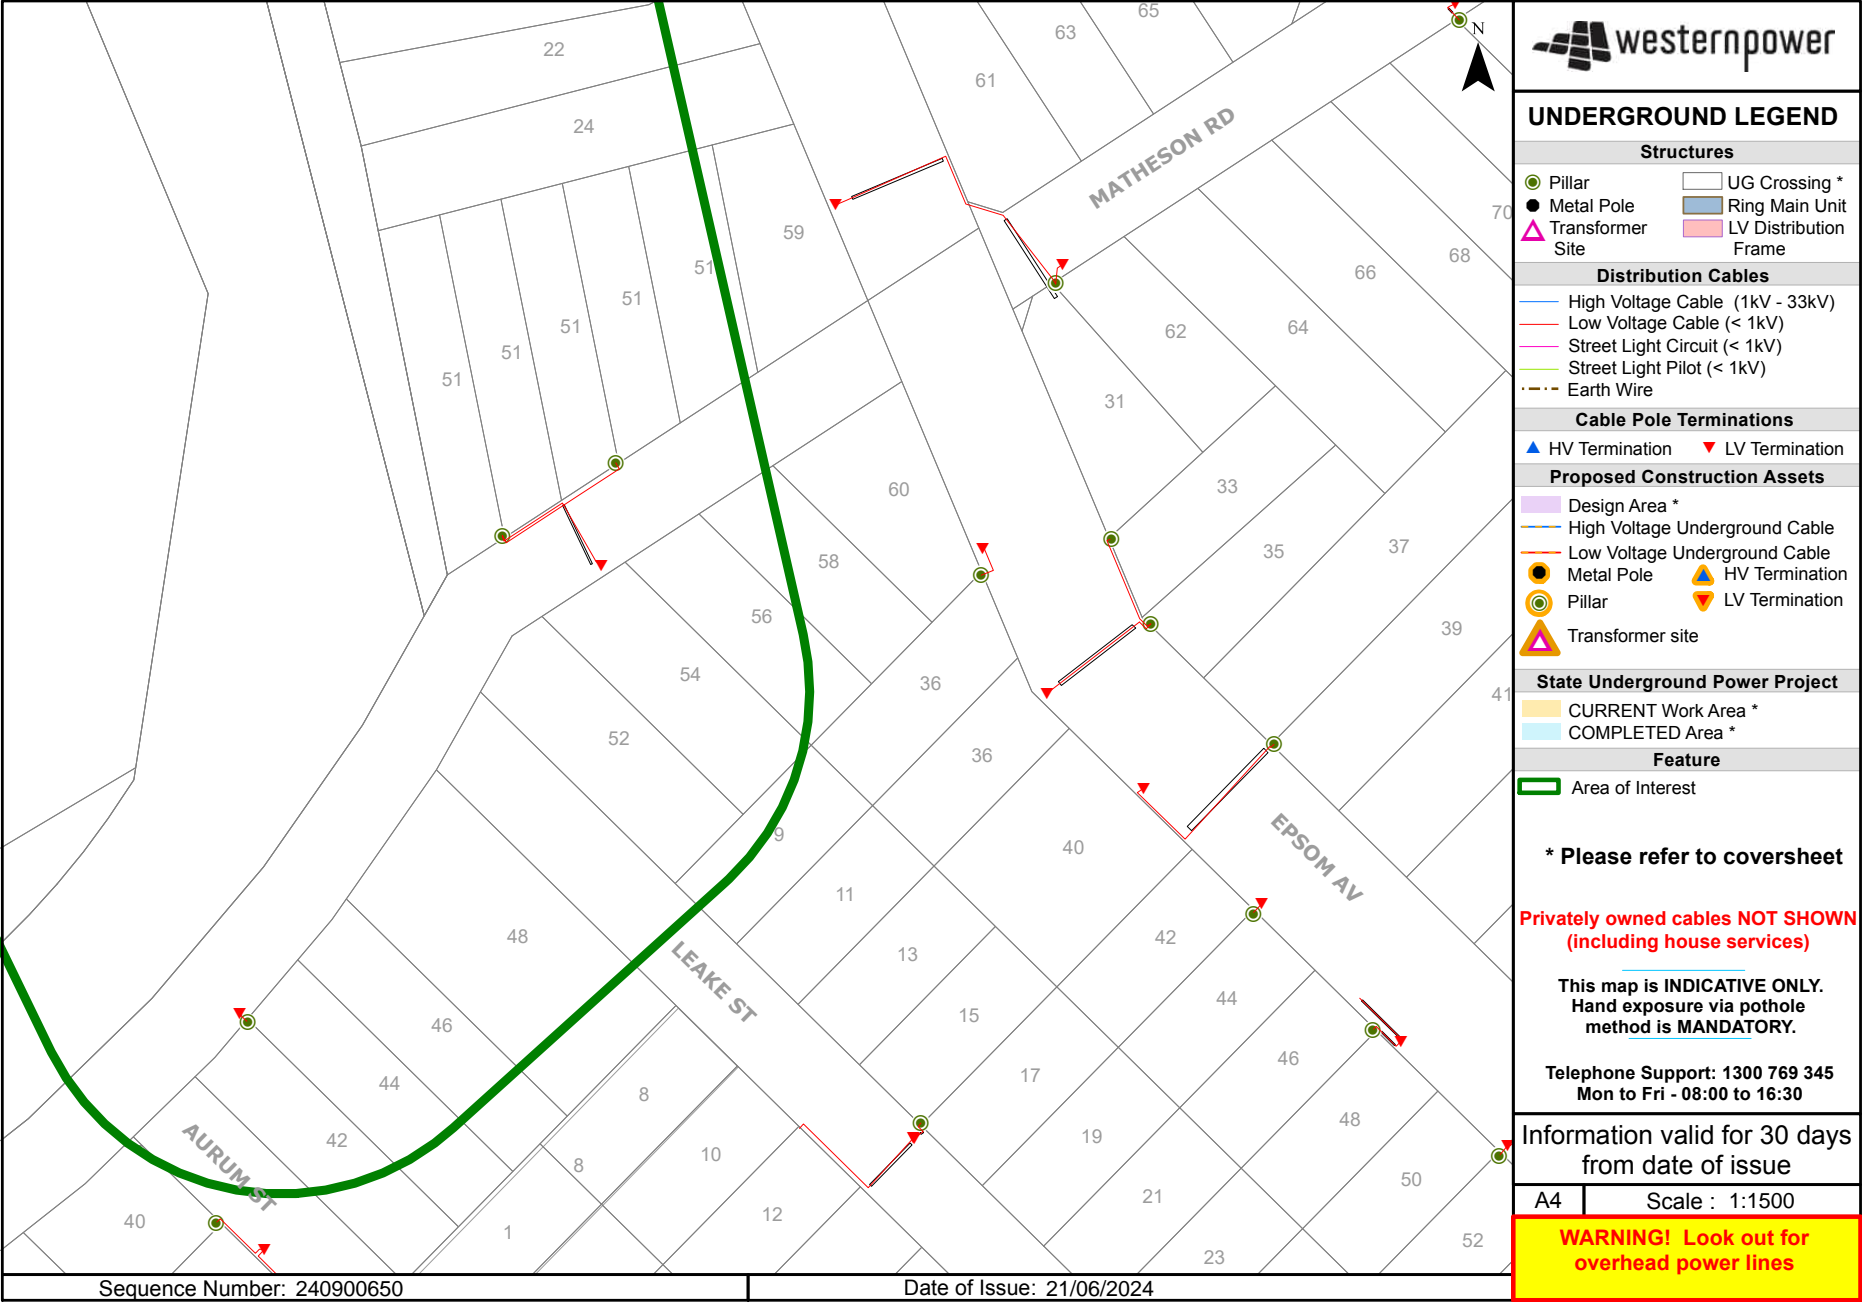 22
24
51
51
51
51
51
59
61
63
65
MATHESON RD
N
70
68
66
64
62
31
33
35
37
39
41
60
58
56
54
52
36
36
9
11
13
15
17
19
21
23
40
42
44
46
48
50
52
EPSOM AV
LEAKE ST
48
46
44
42
AURUM ST
40
8
8
10
12
1
westernpower
UNDERGROUND LEGEND
Structures
Pillar
UG Crossing *
Metal Pole
Ring Main Unit
Transformer
Site
LV Distribution
Frame
Distribution Cables
High Voltage Cable (1kV - 33kV)
Low Voltage Cable (< 1kV)
Street Light Circuit (< 1kV)
Street Light Pilot (< 1kV)
Earth Wire
Cable Pole Terminations
HV Termination
LV Termination
Proposed Construction Assets
Design Area *
High Voltage Underground Cable
Low Voltage Underground Cable
Metal Pole
HV Termination
Pillar
LV Termination
Transformer site
State Underground Power Project
CURRENT Work Area *
COMPLETED Area *
Feature
Area of Interest
* Please refer to coversheet
Privately owned cables NOT SHOWN
(including house services)
This map is INDICATIVE ONLY.
Hand exposure via pothole
method is MANDATORY.
Telephone Support: 1300 769 345
Mon to Fri - 08:00 to 16:30
Information valid for 30 days
from date of issue
A4
Scale : 1:1500
WARNING! Look out for
overhead power lines
Sequence Number: 240900650
Date of Issue: 21/06/2024